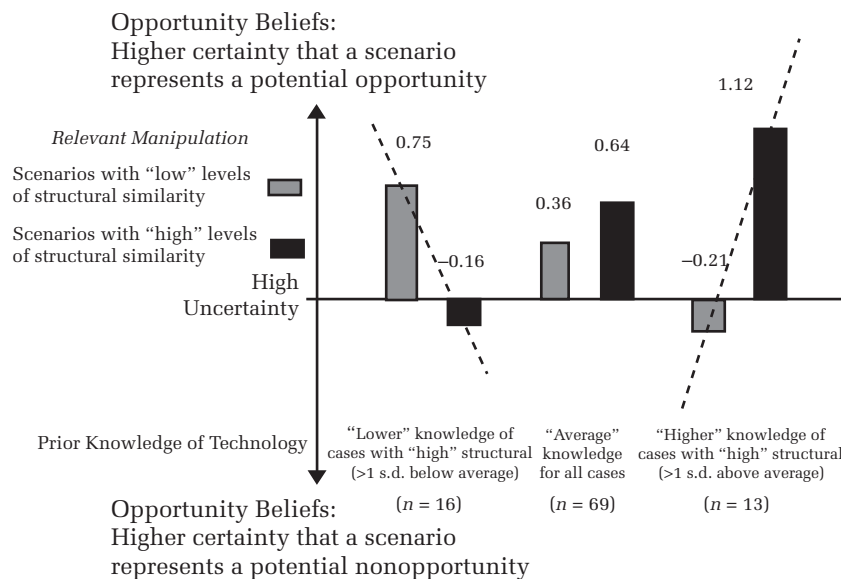 Opportunity Beliefs:
Higher certainty that a scenario
represents a potential opportunity
Relevant Manipulation
Scenarios with “low” levels
of structural similarity
Scenarios with “high” levels
of structural similarity
High
Uncertainty
0.75
−0.16
0.36
0.64
−0.21
1.12
Prior Knowledge of Technology
“Lower” knowledge of
cases with “high” structural
(>1 s.d. below average)
(n = 16)
“Average”
knowledge
for all cases
(n = 69)
“Higher” knowledge of
cases with “high” structural
(>1 s.d. above average)
(n = 13)
Opportunity Beliefs:
Higher certainty that a scenario
represents a potential nonopportunity